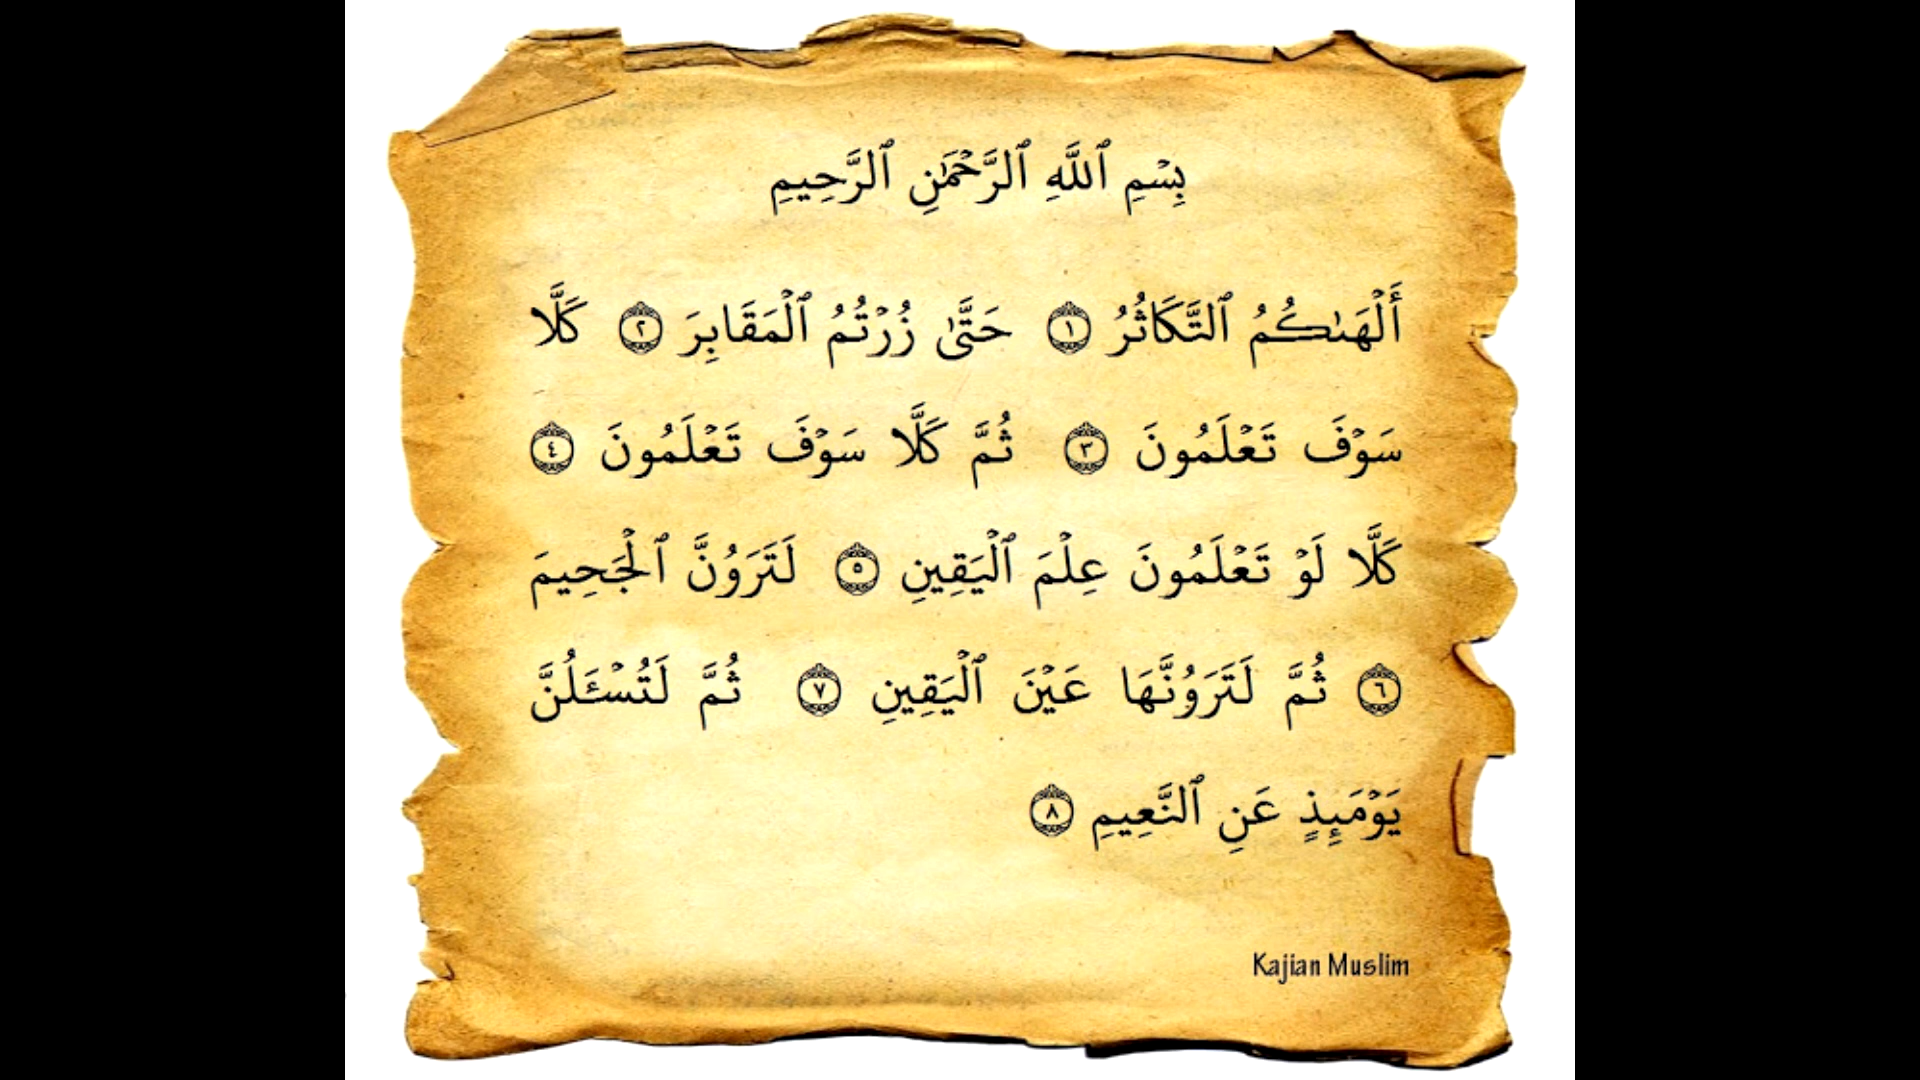 بِسْمِ ٱللَّهِ ٱلرَّحْمَٰنِ ٱلرَّحِيمِ
أَلْهَىٰكُمُ ٱلتَّكَاثُرُ ١ حَتَّىٰ زُرْتُمُ ٱلْمَقَابِرَ ٢ كَلَّا
سَوْفَ تَعْلَمُونَ ٣ ثُمَّ كَلَّا سَوْفَ تَعْلَمُونَ ٤
كَلَّا لَوْ تَعْلَمُونَ عِلْمَ ٱلْيَقِينِ ٥ لَتَرَوُنَّ ٱلْجَحِيمَ
٦ ثُمَّ لَتَرَوُنَّهَا عَيْنَ ٱلْيَقِينِ ٧ ثُمَّ لَتُسْـَٔلُنَّ
يَوْمَئِذٍ عَنِ ٱلنَّعِيمِ ٨
Kajian Muslim